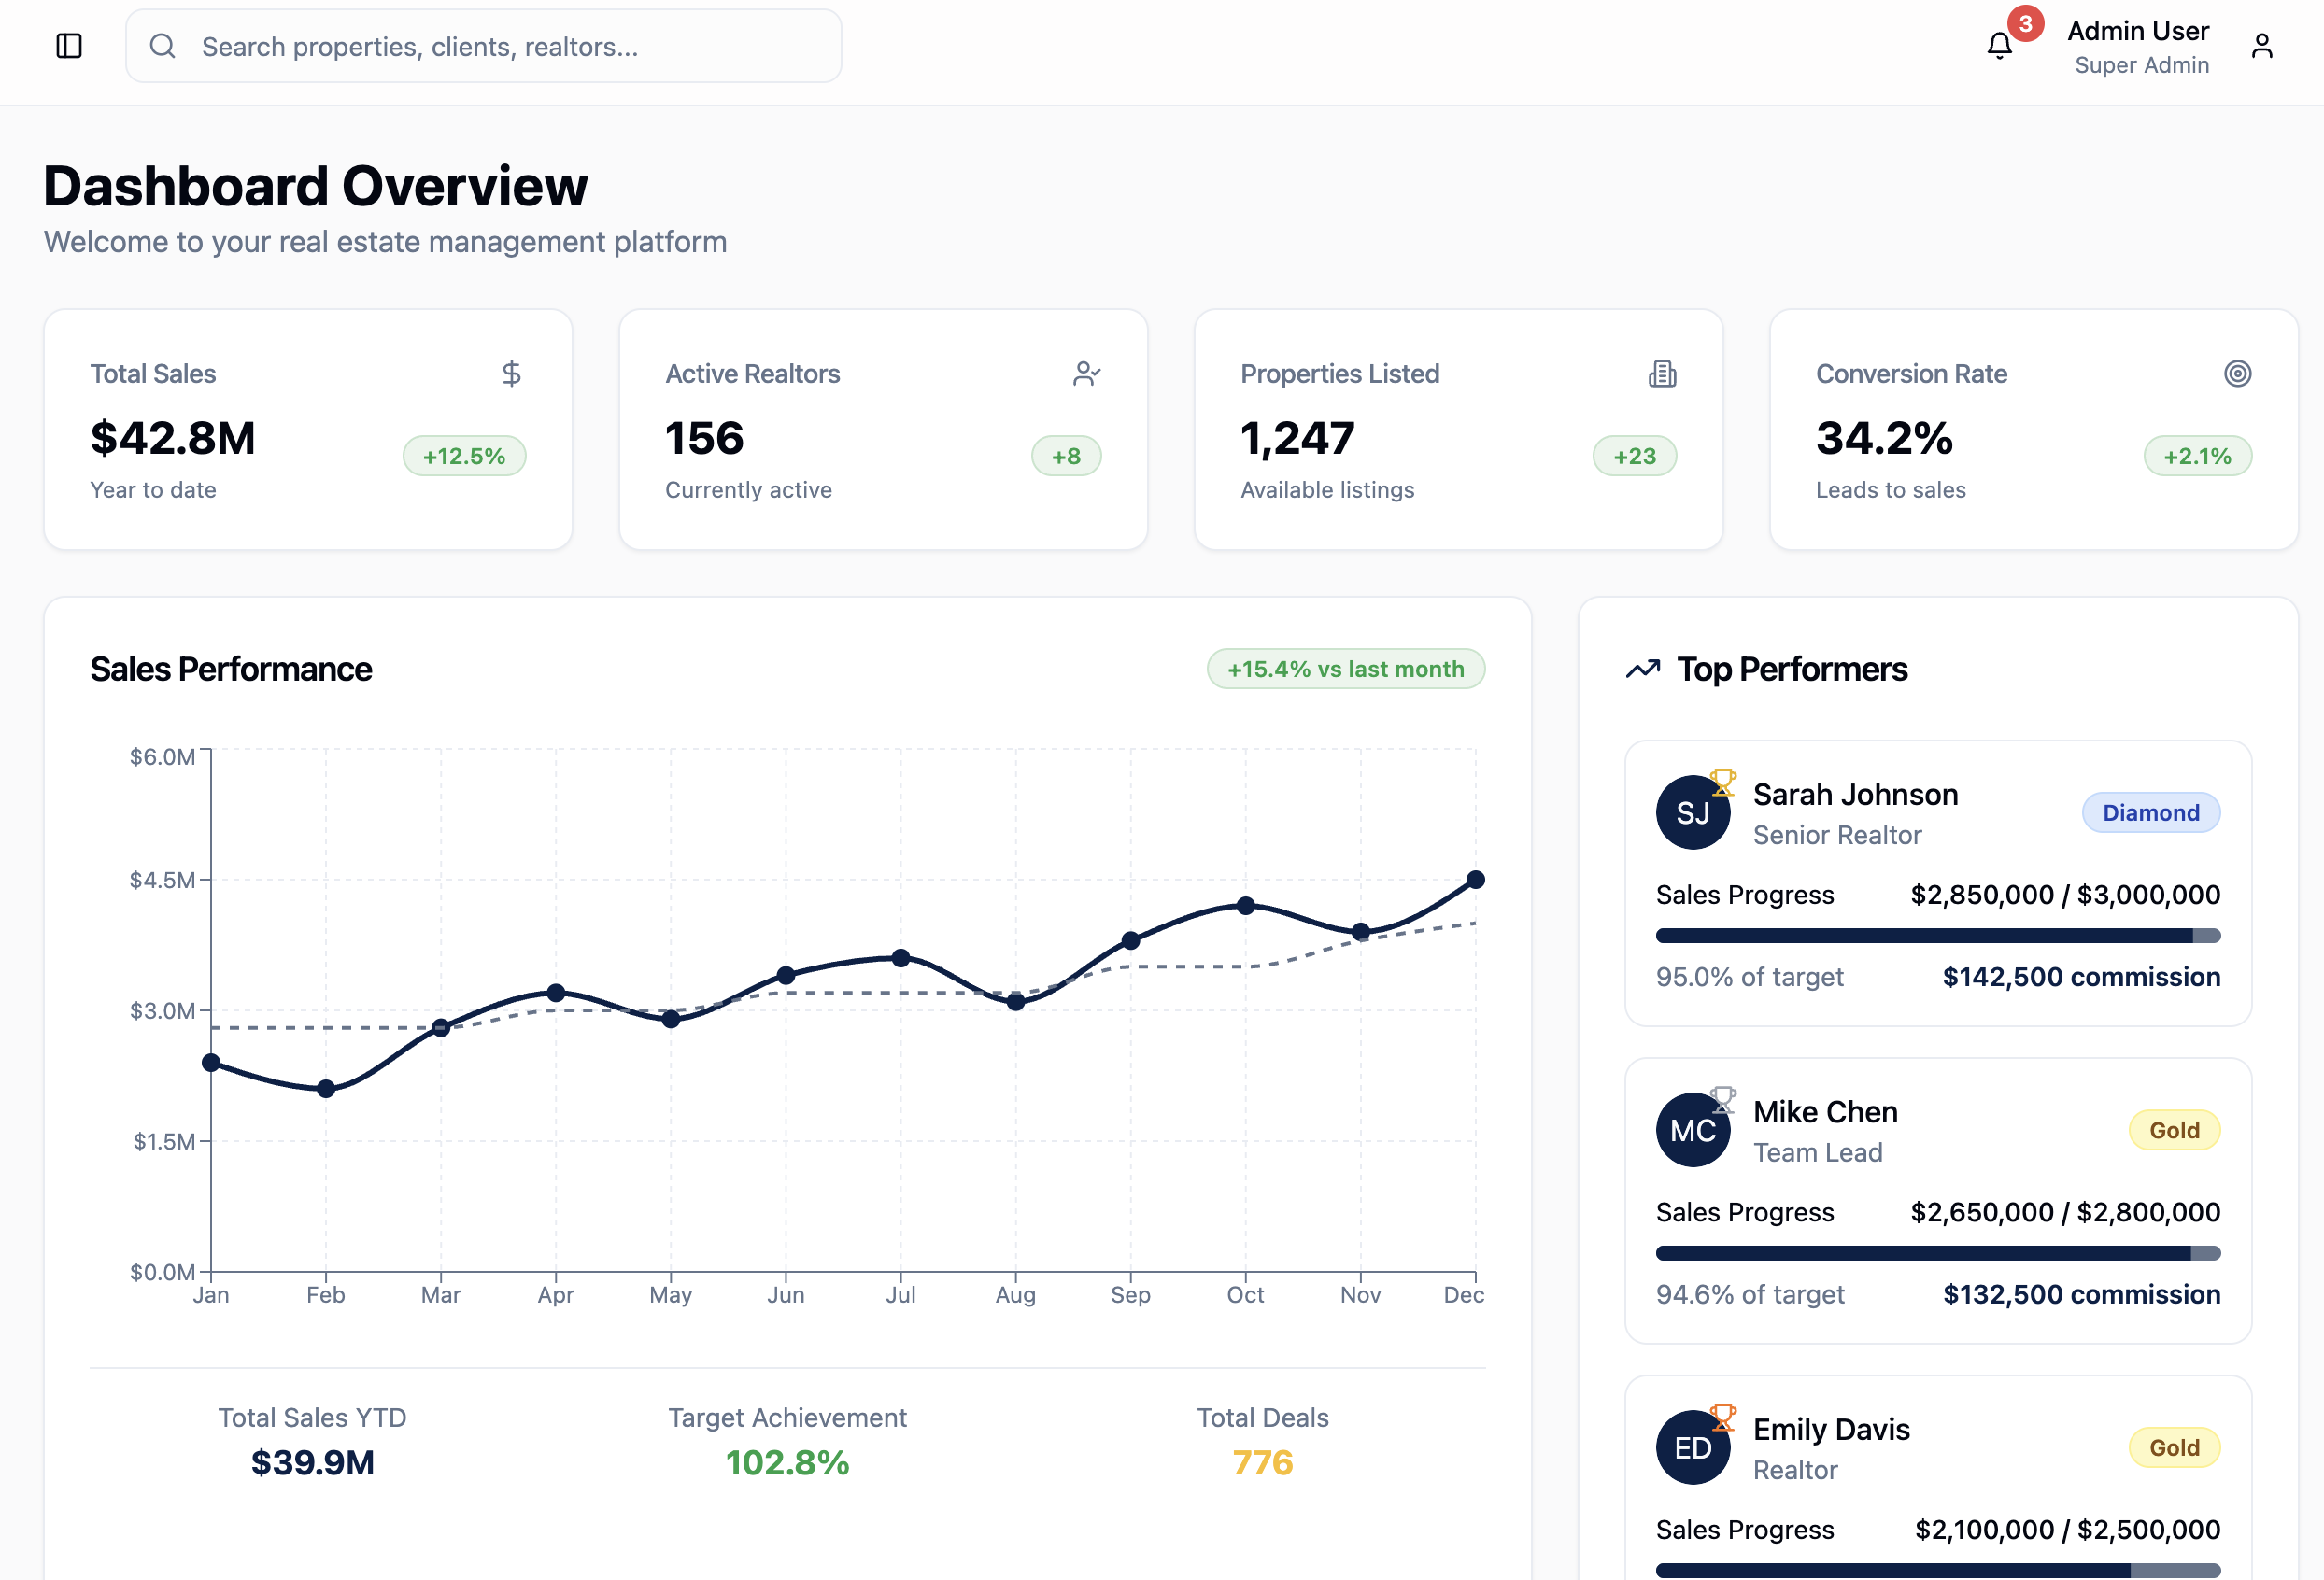 Search properties, clients, realtors...
3
Admin User
Super Admin
Dashboard Overview
Welcome to your real estate management platform
Total Sales
$42.8M
+12.5%
Year to date
Active Realtors
156
+8
Currently active
Properties Listed
1,247
+23
Available listings
Conversion Rate
34.2%
+2.1%
Leads to sales
Sales Performance
+15.4% vs last month
$6.0M
$4.5M
$3.0M
$1.5M
$0.0M
Jan Feb Mar Apr May Jun Jul Aug Sep Oct Nov Dec
Total Sales YTD
$39.9M
Target Achievement
102.8%
Total Deals
776
Top Performers
SJ
Sarah Johnson
Senior Realtor
Diamond
Sales Progress $2,850,000 / $3,000,000
95.0% of target $142,500 commission
MC
Mike Chen
Team Lead
Gold
Sales Progress $2,650,000 / $2,800,000
94.6% of target $132,500 commission
ED
Emily Davis
Realtor
Gold
Sales Progress $2,100,000 / $2,500,000